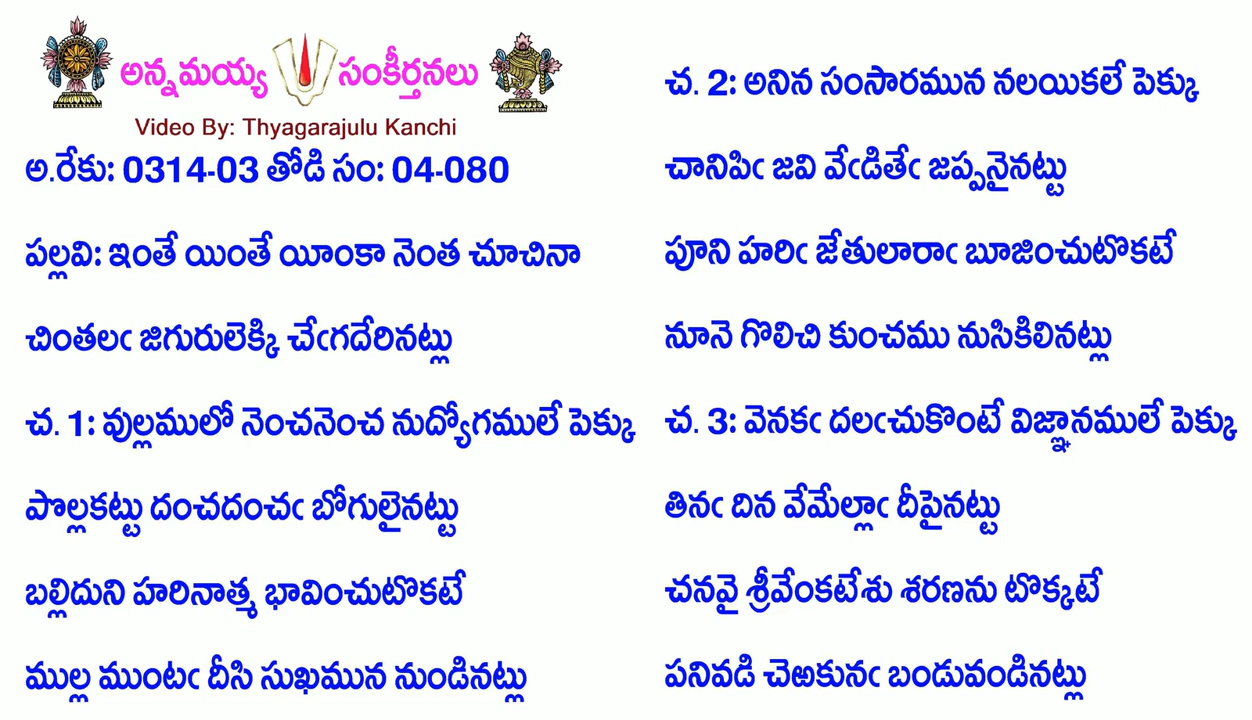 అన్నమయ్య సంకీర్తనలు
Video By: Thyagarajulu Kanchi
అ.రేకు: 0314-03 తోడి సం: 04-080
పల్లవి: ఇంతే యింతే యీంకా నెంత చూచినా
చింతలఁ జిగురులెక్కి చేఁగదేరినట్లు
చ. 1: వుల్లములో నెంచనెంచ నుద్యోగములే పెక్కు
పొల్లకట్టు దంచదంచఁ బోగులైనట్టు
బల్లిదుని హరినాత్మ భావించుటొకటే
ముల్ల ముంటఁ దీసి సుఖమున నుండినట్లు
చ. 2: అనిన సంసారమున నలయికలే పెక్కు
చానిపిఁ జవి వేఁడితేఁ జప్పనైనట్టు
పూని హరిఁ జేతులారాఁ బూజించుటొకటే
నూనె గొలిచి కుంచము నుసికిలినట్లు
చ. 3: వెనకఁ దలఁచుకొంటే విజ్ఞానములే పెక్కు
తినఁ దిన వేమేల్లాఁ దీపైనట్టు
చనవై శ్రీవేంకటేశు శరణను టొక్కటే
పనివడి చెఱకునఁ బండువండినట్లు